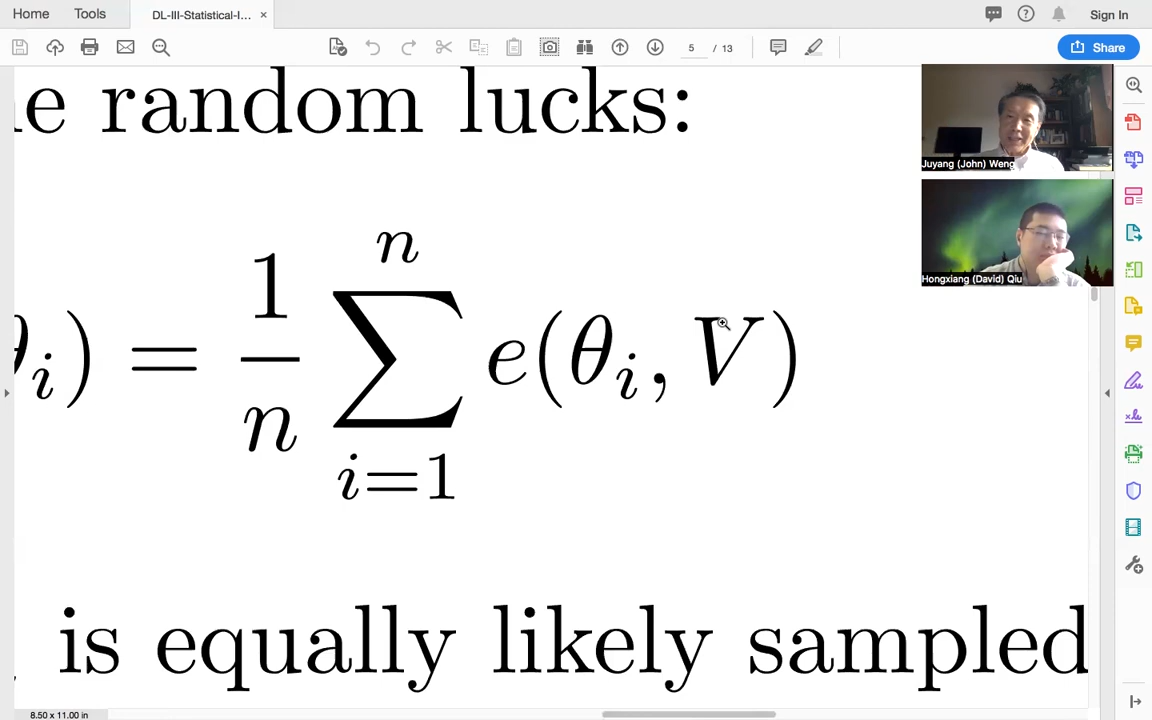 Home Tools DL-III-Statistical-I... × Sign In
5 / 13 Share
e random lucks:
Juyang (John) Weng
Hongxiang (David) Qiu
θi) = 1/n ∑ i=1 n e(θi, V)
is equally likely sampled
8.50 x 11.00 in